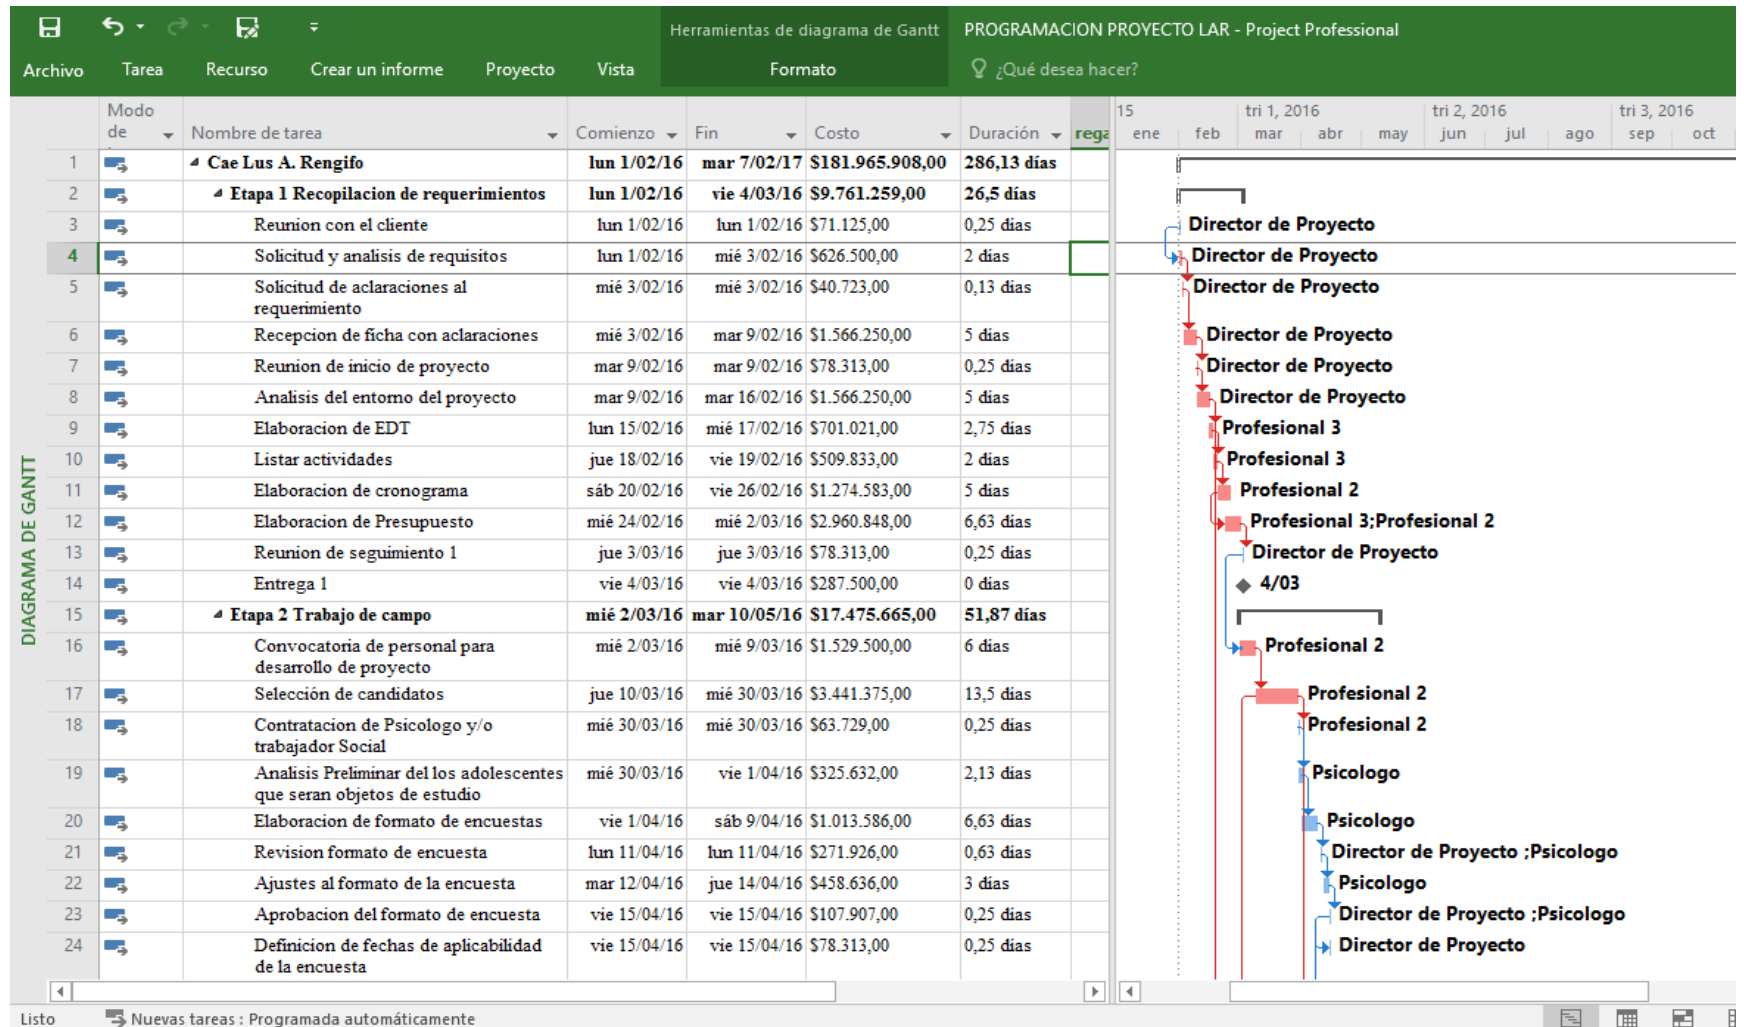 Herramientas de diagrama de Gantt PROGRAMACION PROYECTO LAR - Project Professional
Archivo Tarea Recurso Crear un informe Proyecto Vista Formato ¿Qué desea hacer?
15 tri 1, 2016 tri 2, 2016 tri 3, 2016
Modo de Nombre de tarea Comienzo Fin Costo Duración rega ene feb mar abr may jun jul ago sep oct
1 Cae Lus A. Rengifo lun 1/02/16 mar 7/02/17 $181.965.908,00 286,13 días
2 Etapa 1 Recopilacion de requerimientos lun 1/02/16 vie 4/03/16 $9.761.259,00 26,5 días
3 Reunion con el cliente lun 1/02/16 lun 1/02/16 $71.125,00 0,25 días Director de Proyecto
4 Solicitud y analisis de requisitos lun 1/02/16 mié 3/02/16 $626.500,00 2 días Director de Proyecto
5 Solicitud de aclaraciones al mié 3/02/16 mié 3/02/16 $40.723,00 0,13 días Director de Proyecto
requerimiento
6 Recepcion de ficha con aclaraciones mié 3/02/16 mar 9/02/16 $1.566.250,00 5 días Director de Proyecto
7 Reunion de inicio de proyecto mar 9/02/16 mar 9/02/16 $78.313,00 0,25 días Director de Proyecto
8 Analisis del entorno del proyecto mar 9/02/16 mar 16/02/16 $1.566.250,00 5 días Director de Proyecto
9 Elaboracion de EDT lun 15/02/16 mié 17/02/16 $701.021,00 2,75 días Profesional 3
10 Listar actividades jue 18/02/16 vie 19/02/16 $509.833,00 2 días Profesional 3
11 Elaboracion de cronograma sáb 20/02/16 vie 26/02/16 $1.274.583,00 5 días Profesional 2
12 Elaboracion de Presupuesto mié 24/02/16 mié 2/03/16 $2.960.848,00 6,63 días Profesional 3;Profesional 2
13 Reunion de seguimiento 1 jue 3/03/16 jue 3/03/16 $78.313,00 0,25 días Director de Proyecto
14 Entrega 1 vie 4/03/16 vie 4/03/16 $287.500,00 0 días 4/03
15 Etapa 2 Trabajo de campo mié 2/03/16 mar 10/05/16 $17.475.665,00 51,87 días
16 Convocatoria de personal para mié 2/03/16 mié 9/03/16 $1.529.500,00 6 días Profesional 2
desarrollo de proyecto
17 Selección de candidatos jue 10/03/16 mié 30/03/16 $3.441.375,00 13,5 días Profesional 2
18 Contratacion de Psicologo y/o mié 30/03/16 mié 30/03/16 $63.729,00 0,25 días Profesional 2
trabajador Social
19 Analisis Preliminar del los adolescentes mié 30/03/16 vie 1/04/16 $325.632,00 2,13 días Psicologo
que seran objetos de estudio
20 Elaboracion de formato de encuestas vie 1/04/16 sáb 9/04/16 $1.013.586,00 6,63 días Psicologo
21 Revision formato de encuesta lun 11/04/16 lun 11/04/16 $271.926,00 0,63 días Director de Proyecto ;Psicologo
22 Ajustes al formato de la encuesta mar 12/04/16 jue 14/04/16 $458.636,00 3 días Psicologo
23 Aprobacion del formato de encuesta vie 15/04/16 vie 15/04/16 $107.907,00 0,25 días Director de Proyecto ;Psicologo
24 Definicion de fechas de aplicabilidad vie 15/04/16 vie 15/04/16 $78.313,00 0,25 días Director de Proyecto
de la encuesta
DIAGRAMA DE GANTT
Listo Nuevas tareas : Programada automáticamente